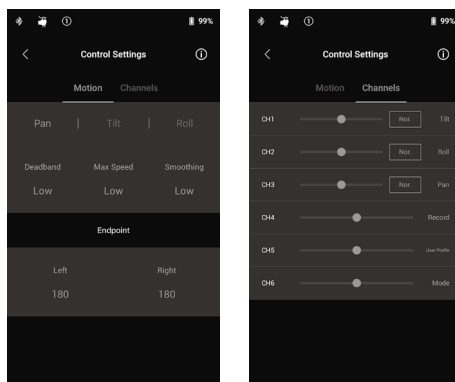 1 99%
Control Settings
Motion Channels
Pan | Tilt | Roll
Deadband Max Speed Smoothing
Low Low Low
Endpoint
Left Right
180 180
1 99%
Control Settings
Motion Channels
CH1 Nor. Tilt
CH2 Nor. Roll
CH3 Nor. Pan
CH4 Record
CH5 User Profile
CH6 Mode